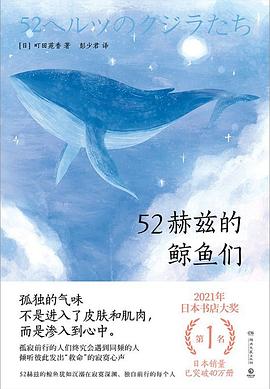 52ヘルツのクジラたち
[日] 町田苑香 著 彭少君 译
52赫兹的
鲸鱼们
孤独的气味
不是进入了皮肤和肌肉，
而是渗入到心中。
孤寂前行的人们终究会遇到同频的人
倾听彼此发出“救命”的寂寞心声
52赫兹的鲸鱼犹如沉溺在寂寞深渊、独自前行的每个人
2021年
日本书店大奖
第
1
名
日本销量
已突破40万册